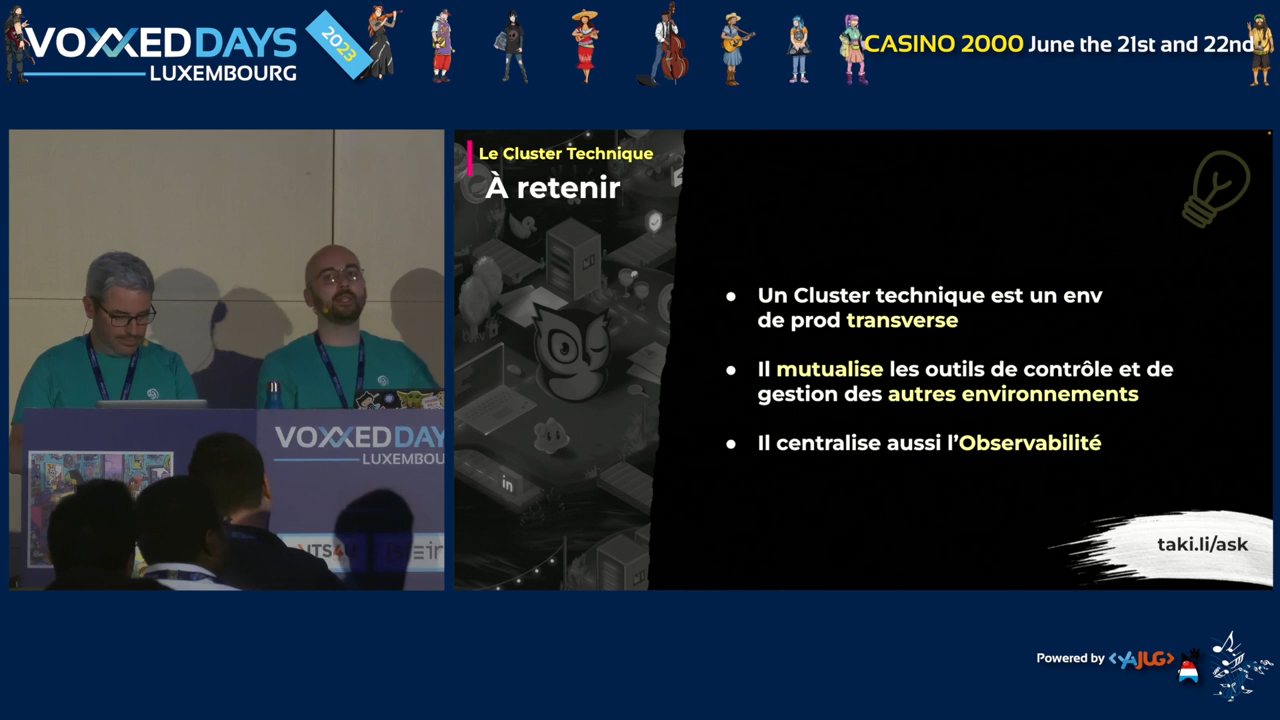 VOXXED DAYS
LUXEMBOURG
2023
CASINO 2000 June the 21st and 22nd
Le Cluster Technique
À retenir
● Un Cluster technique est un env
de prod transverse
● Il mutualise les outils de contrôle et de
gestion des autres environnements
● Il centralise aussi l’Observabilité
in
taki.li/ask
VOXXED DAY
LUXEMBOU
Powered by <YAJUG>